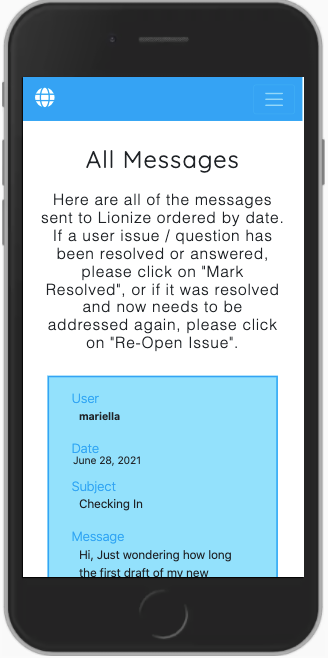 All Messages
Here are all of the messages
sent to Lionize ordered by date.
If a user issue / question has
been resolved or answered,
please click on "Mark
Resolved", or if it was resolved
and now needs to be
addressed again, please click
on "Re-Open Issue".
User
mariella
Date
June 28, 2021
Subject
Checking In
Message
Hi, Just wondering how long
the first draft of my new